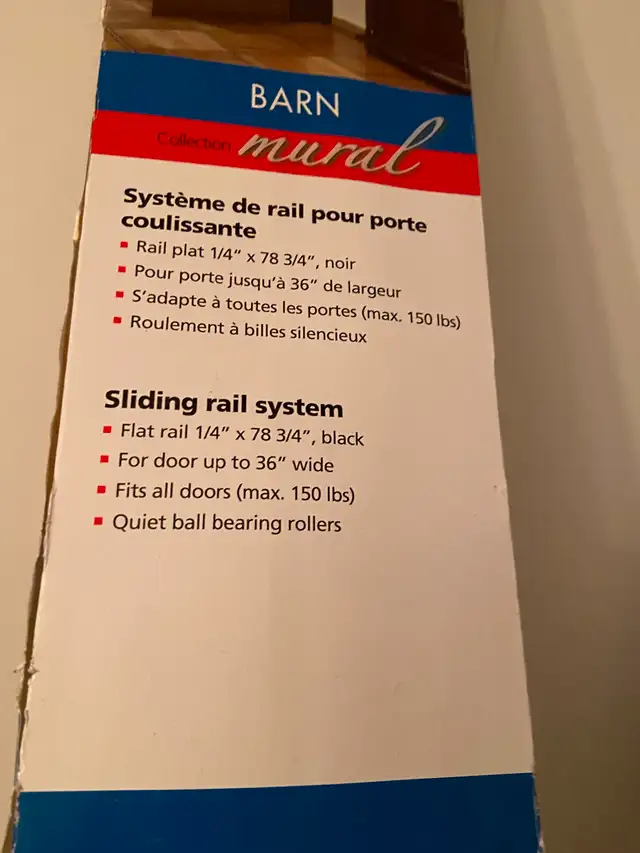 BARN
Collection mural
Système de rail pour porte
coulissante
▪ Rail plat 1/4” x 78 3/4”, noir
▪ Pour porte jusqu’à 36” de largeur
▪ S’adapte à toutes les portes (max. 150 lbs)
▪ Roulement à billes silencieux
Sliding rail system
▪ Flat rail 1/4” x 78 3/4”, black
▪ For door up to 36” wide
▪ Fits all doors (max. 150 lbs)
▪ Quiet ball bearing rollers